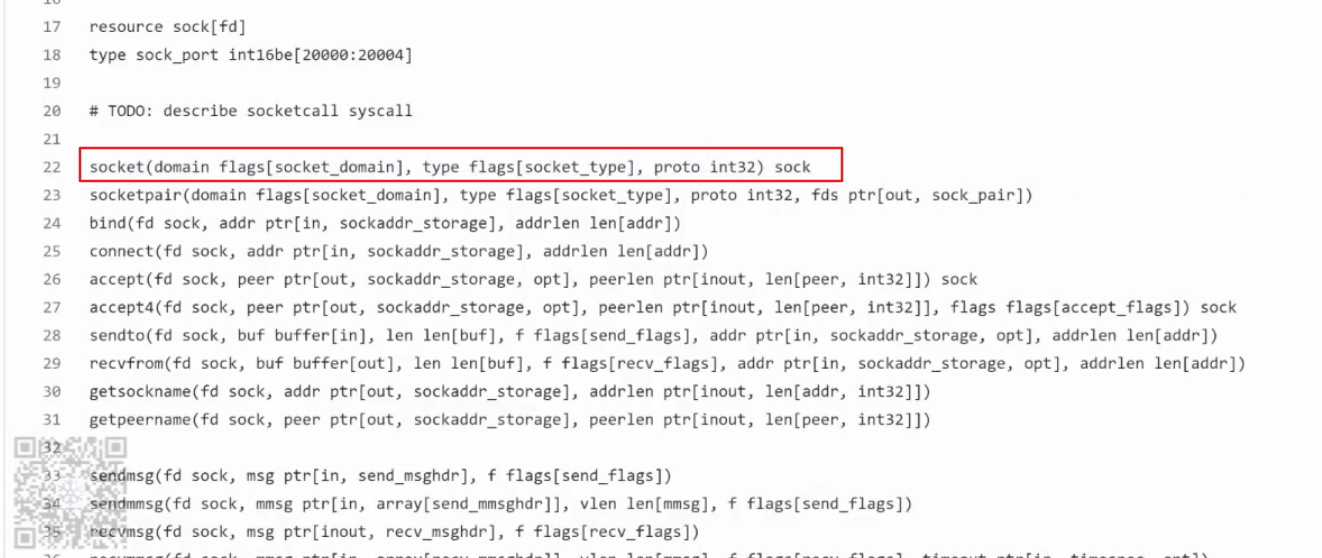 17 resource sock[fd]
18 type sock_port int16be[20000:20004]
19
20 # TODO: describe socketcall syscall
21
22 socket(domain flags[socket_domain], type flags[socket_type], proto int32) sock
23 socketpair(domain flags[socket_domain], type flags[socket_type], proto int32, fds ptr[out, sock_pair])
24 bind(fd sock, addr ptr[in, sockaddr_storage], addrlen len[addr])
25 connect(fd sock, addr ptr[in, sockaddr_storage], addrlen len[addr])
26 accept(fd sock, peer ptr[out, sockaddr_storage, opt], peerlen ptr[inout, len[peer, int32]]) sock
27 accept4(fd sock, peer ptr[out, sockaddr_storage, opt], peerlen ptr[inout, len[peer, int32]], flags flags[accept_flags]) sock
28 sendto(fd sock, buf buffer[in], len len[buf], f flags[send_flags], addr ptr[in, sockaddr_storage, opt], addrlen len[addr])
29 recvfrom(fd sock, buf buffer[out], len len[buf], f flags[recv_flags], addr ptr[in, sockaddr_storage, opt], addrlen len[addr])
30 getsockname(fd sock, addr ptr[out, sockaddr_storage], addrlen ptr[inout, len[addr, int32]])
31 getpeername(fd sock, peer ptr[out, sockaddr_storage], peerlen ptr[inout, len[peer, int32]])
32
33 sendmsg(fd sock, msg ptr[in, send_msghdr], f flags[send_flags])
34 sendmmsg(fd sock, mmsg ptr[in, array[send_mmsghdr]], vlen len[mmsg], f flags[send_flags])
35 recvmsg(fd sock, msg ptr[inout, recv_msghdr], f flags[recv_flags])